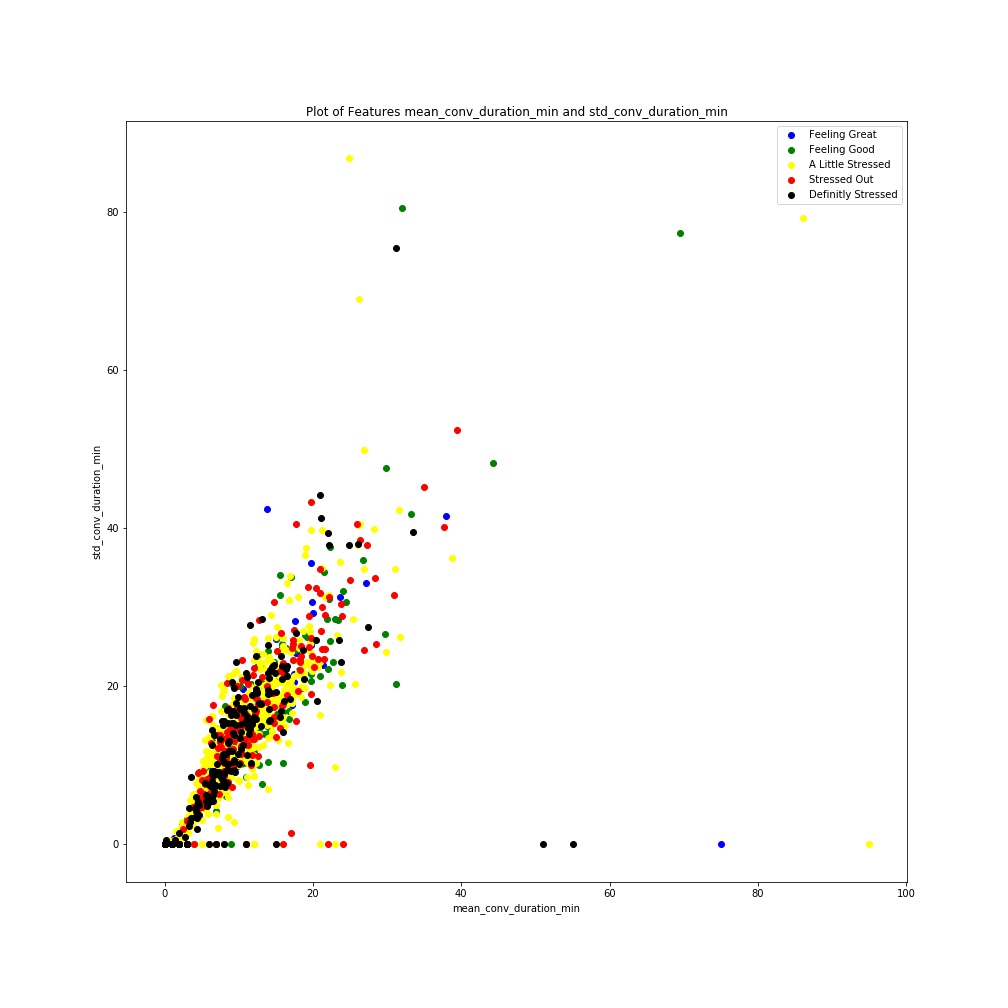 Plot of Features mean_conv_duration_min and std_conv_duration_min
Feeling Great
Feeling Good
A Little Stressed
Stressed Out
Definitly Stressed
80
60
40
20
0
std_conv_duration_min
0 20 40 60 80 100
mean_conv_duration_min